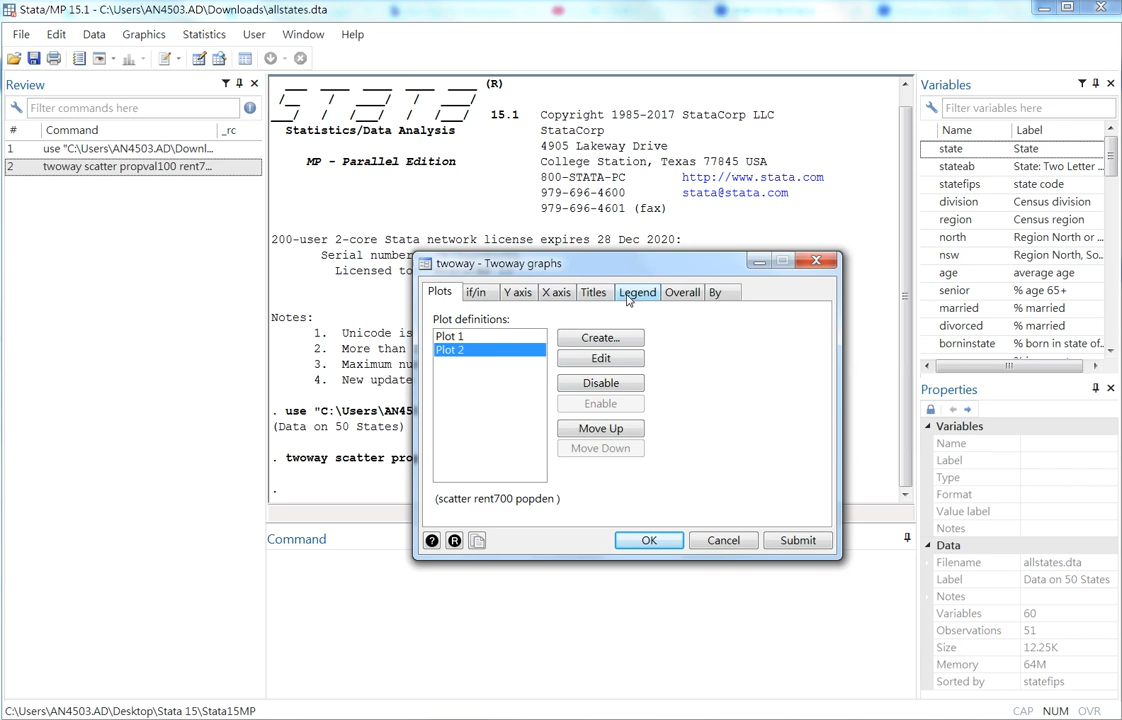 Stata/MP 15.1 - C:\Users\AN4503.AD\Downloads\allstates.dta
File Edit Data Graphics Statistics User Window Help
Review
Filter commands here
# Command _rc
1 use "C:\Users\AN4503.AD\Downl...
2 twoway scatter propval100 rent7...
(R)
15.1 Copyright 1985-2017 StataCorp LLC
Statistics/Data Analysis StataCorp
4905 Lakeway Drive
MP - Parallel Edition College Station, Texas 77845 USA
800-STATA-PC http://www.stata.com
979-696-4600 stata@stata.com
979-696-4601 (fax)
200-user 2-core Stata network license expires 28 Dec 2020:
Serial number
Licensed to
Notes:
1. Unicode is
2. More than
3. Maximum nu
4. New update
. use "C:\Users\AN45
(Data on 50 States)
. twoway scatter pro
.
Command
twoway - Twoway graphs
Plots if/in Y axis X axis Titles Legend Overall By
Plot definitions:
Plot 1
Plot 2
Create...
Edit
Disable
Enable
Move Up
Move Down
(scatter rent700 popden )
? R
OK Cancel Submit
Variables
Filter variables here
Name Label
state State
stateab State: Two Letter ...
statefips state code
division Census division
region Census region
north Region North or ...
nsw Region North, So...
age average age
senior % age 65+
married % married
divorced % married
borninstate % born in state of...
Properties
Variables
Name
Label
Type
Format
Value label
Notes
Data
Filename allstates.dta
Label Data on 50 States
Notes
Variables 60
Observations 51
Size 12.25K
Memory 64M
Sorted by statefips
C:\Users\AN4503.AD\Desktop\Stata 15\Stata15MP
CAP NUM OVR